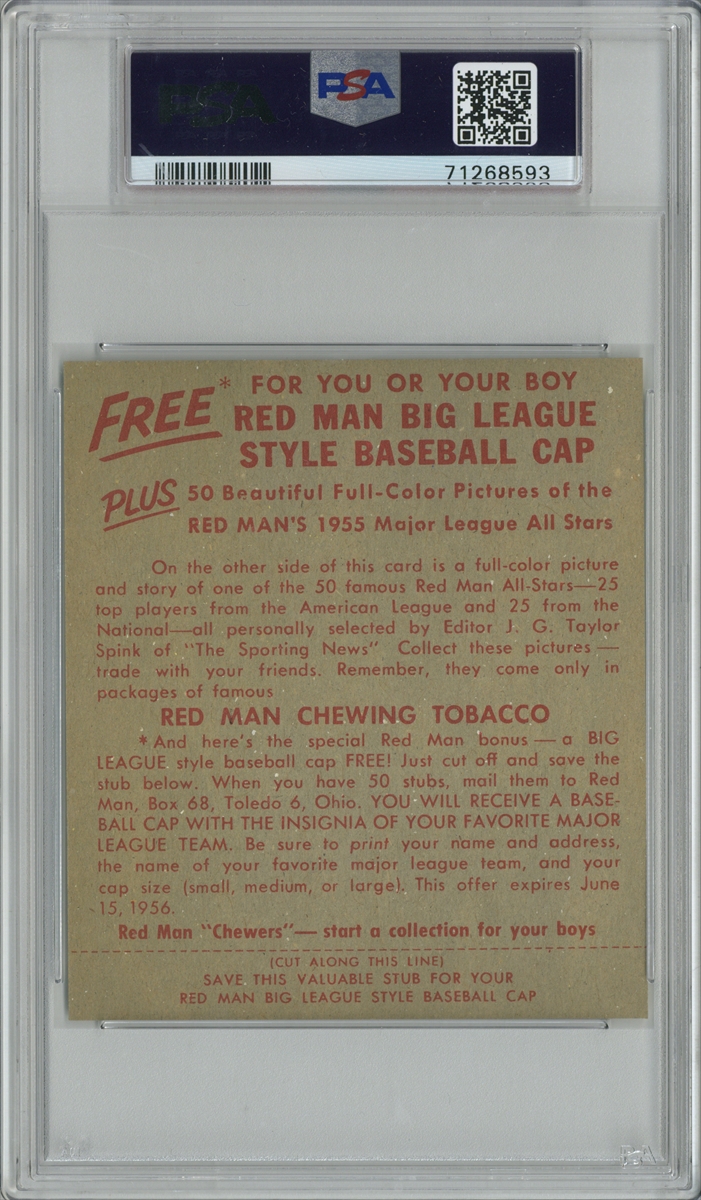 PSA
PSA
71268593
FREE* FOR YOU OR YOUR BOY
RED MAN BIG LEAGUE
STYLE BASEBALL CAP
PLUS 50 Beautiful Full-Color Pictures of the
RED MAN'S 1955 Major League All Stars
On the other side of this card is a full-color picture
and story of one of the 50 famous Red Man All-Stars—25
top players from the American League and 25 from the
National—all personally selected by Editor J. G. Taylor
Spink of "The Sporting News". Collect these pictures —
trade with your friends. Remember, they come only in
packages of famous
RED MAN CHEWING TOBACCO
*And here's the special Red Man bonus — a BIG
LEAGUE style baseball cap FREE! Just cut off and save the
stub below. When you have 50 stubs, mail them to Red
Man, Box 68, Toledo 6, Ohio. YOU WILL RECEIVE A BASE-
BALL CAP WITH THE INSIGNIA OF YOUR FAVORITE MAJOR
LEAGUE TEAM. Be sure to print your name and address,
the name of your favorite major league team, and your
cap size (small, medium, or large). This offer expires June
15, 1956.
Red Man "Chewers"— start a collection for your boys
(CUT ALONG THIS LINE)
SAVE THIS VALUABLE STUB FOR YOUR
RED MAN BIG LEAGUE STYLE BASEBALL CAP
PSA